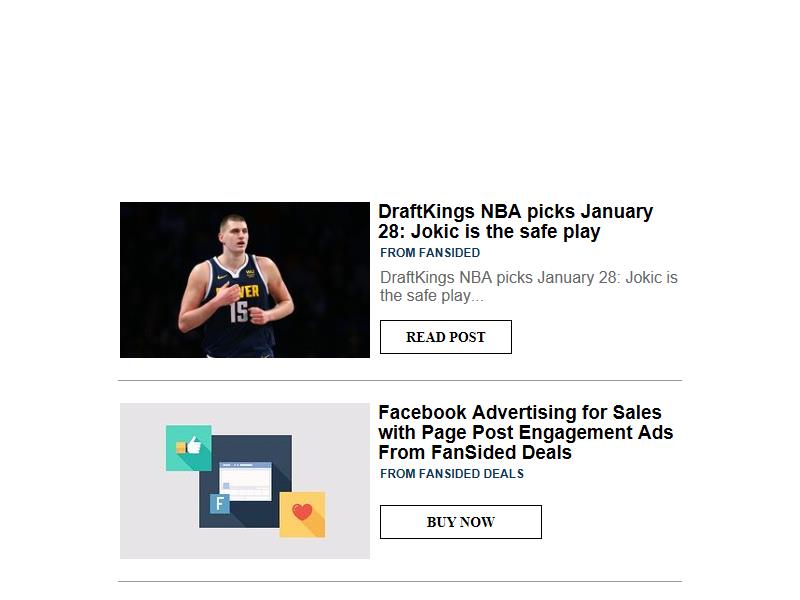 DraftKings NBA picks January
28: Jokic is the safe play
FROM FANSIDED
DraftKings NBA picks January 28: Jokic is
the safe play...
READ POST
15
Facebook Advertising for Sales
with Page Post Engagement Ads
From FanSided Deals
FROM FANSIDED DEALS
F
BUY NOW